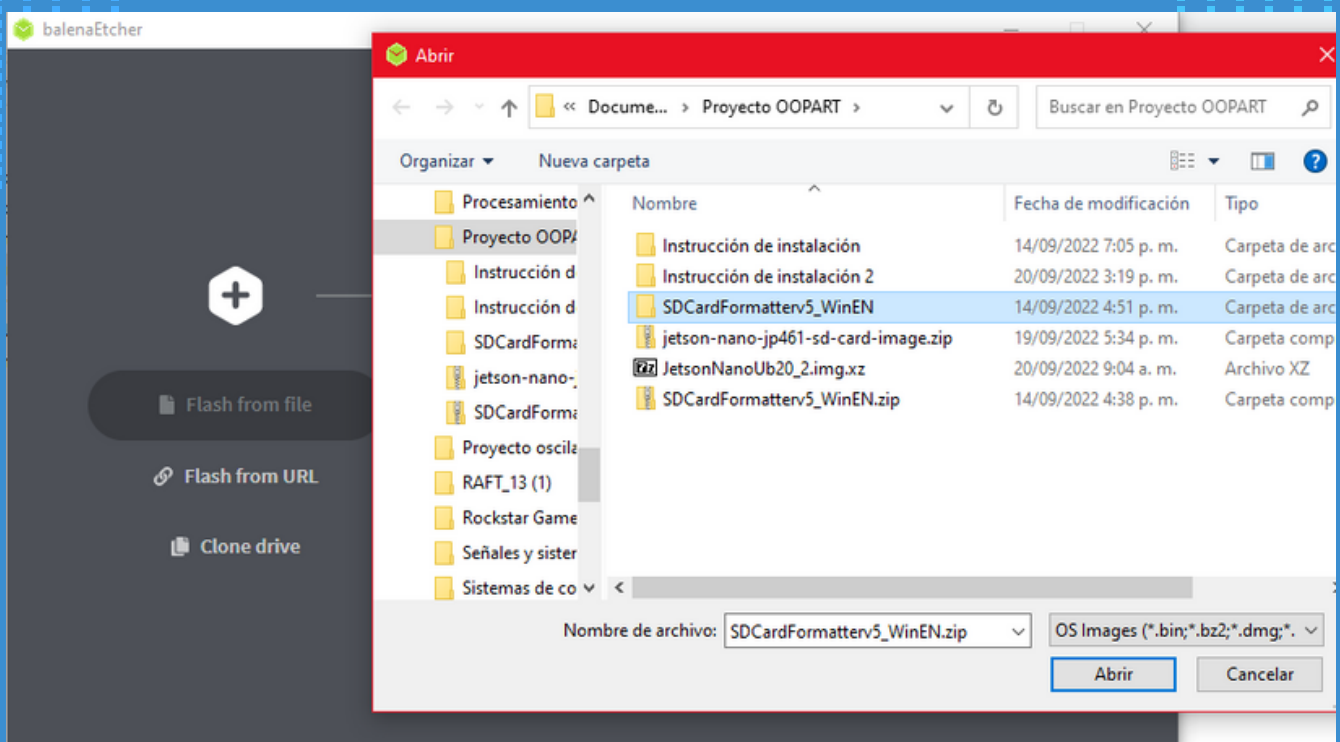 balenaEtcher
Abrir
« Docume... > Proyecto OOPART >
Buscar en Proyecto OOPART
Organizar
Nueva carpeta
Procesamiento
Proyecto OOPA
Instrucción d
Instrucción d
SDCardForma
jetson-nano-j
SDCardForma
Proyecto oscila
RAFT_13 (1)
Rockstar Game
Señales y sister
Sistemas de co
Nombre Fecha de modificación Tipo
Instrucción de instalación 14/09/2022 7:05 p. m. Carpeta de arc
Instrucción de instalación 2 20/09/2022 3:19 p. m. Carpeta de arc
SDCardFormatterv5_WinEN 14/09/2022 4:51 p. m. Carpeta de arc
jetson-nano-jp461-sd-card-image.zip 19/09/2022 5:34 p. m. Carpeta comp
JetsonNanoUb20_2.img.xz 20/09/2022 9:04 a. m. Archivo XZ
SDCardFormatterv5_WinEN.zip 14/09/2022 4:38 p. m. Carpeta comp
Flash from file
Flash from URL
Clone drive
Nombre de archivo: SDCardFormatterv5_WinEN.zip
OS Images (*.bin;*.bz2;*.dmg;*.
Abrir
Cancelar